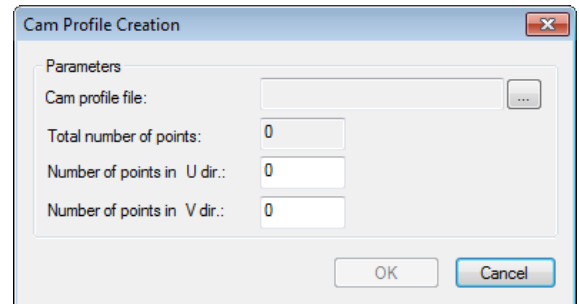 Cam Profile Creation
Parameters
Cam profile file:
...
Total number of points: 0
Number of points in U dir.: 0
Number of points in V dir.: 0
OK Cancel